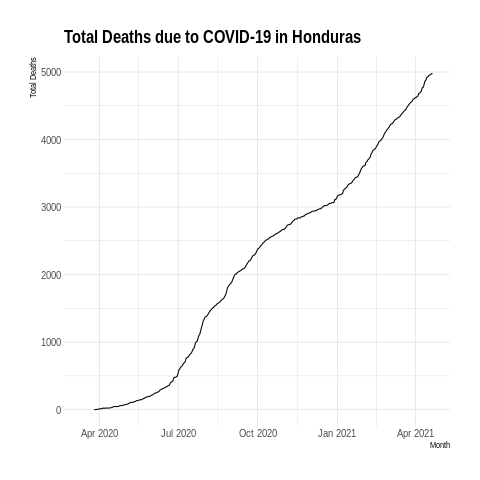 Total Deaths due to COVID-19 in Honduras
Total Deaths
5000
4000
3000
2000
1000
0
Apr 2020 Jul 2020 Oct 2020 Jan 2021 Apr 2021
Month